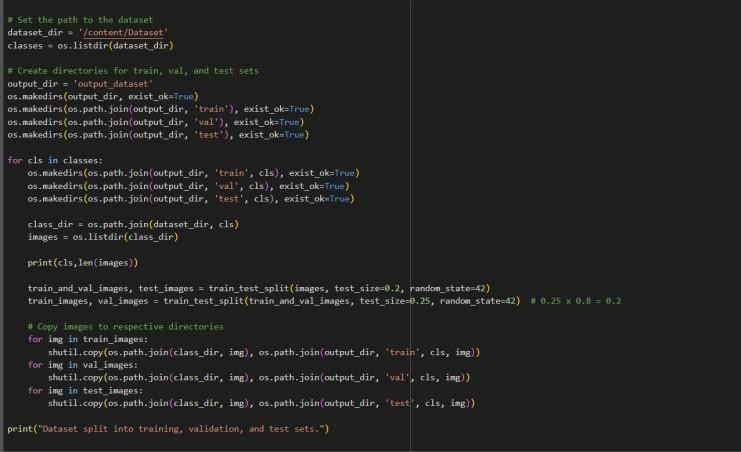 # Set the path to the dataset
dataset_dir = '/content/Dataset'
classes = os.listdir(dataset_dir)
# Create directories for train, val, and test sets
output_dir = 'output_dataset'
os.makedirs(output_dir, exist_ok=True)
os.makedirs(os.path.join(output_dir, 'train'), exist_ok=True)
os.makedirs(os.path.join(output_dir, 'val'), exist_ok=True)
os.makedirs(os.path.join(output_dir, 'test'), exist_ok=True)
for cls in classes:
    os.makedirs(os.path.join(output_dir, 'train', cls), exist_ok=True)
    os.makedirs(os.path.join(output_dir, 'val', cls), exist_ok=True)
    os.makedirs(os.path.join(output_dir, 'test', cls), exist_ok=True)
    class_dir = os.path.join(dataset_dir, cls)
    images = os.listdir(class_dir)
    print(cls,len(images))
    train_and_val_images, test_images = train_test_split(images, test_size=0.2, random_state=42)
    train_images, val_images = train_test_split(train_and_val_images, test_size=0.25, random_state=42)  # 0.25 x 0.8 = 0.2
    # Copy images to respective directories
    for img in train_images:
        shutil.copy(os.path.join(class_dir, img), os.path.join(output_dir, 'train', cls, img))
    for img in val_images:
        shutil.copy(os.path.join(class_dir, img), os.path.join(output_dir, 'val', cls, img))
    for img in test_images:
        shutil.copy(os.path.join(class_dir, img), os.path.join(output_dir, 'test', cls, img))
print("Dataset split into training, validation, and test sets.")